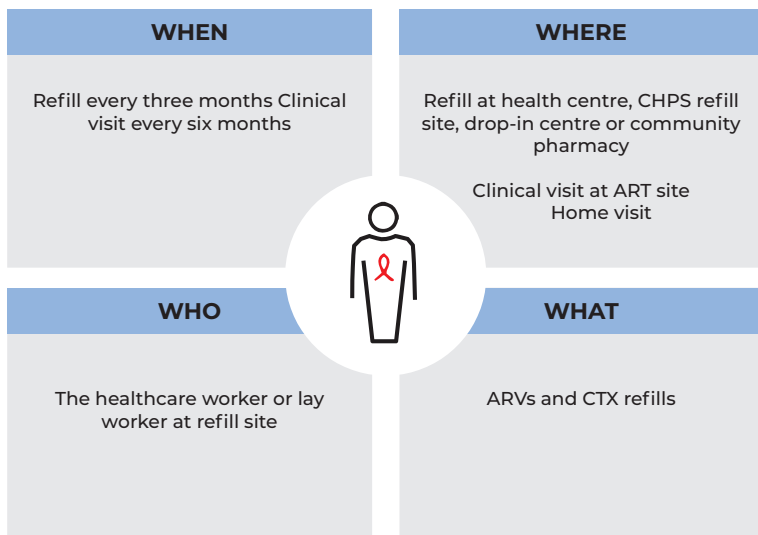 WHEN
Refill every three months Clinical
visit every six months
WHERE
Refill at health centre, CHPS refill
site, drop-in centre or community
pharmacy
Clinical visit at ART site
Home visit
WHO
The healthcare worker or lay
worker at refill site
WHAT
ARVs and CTX refills